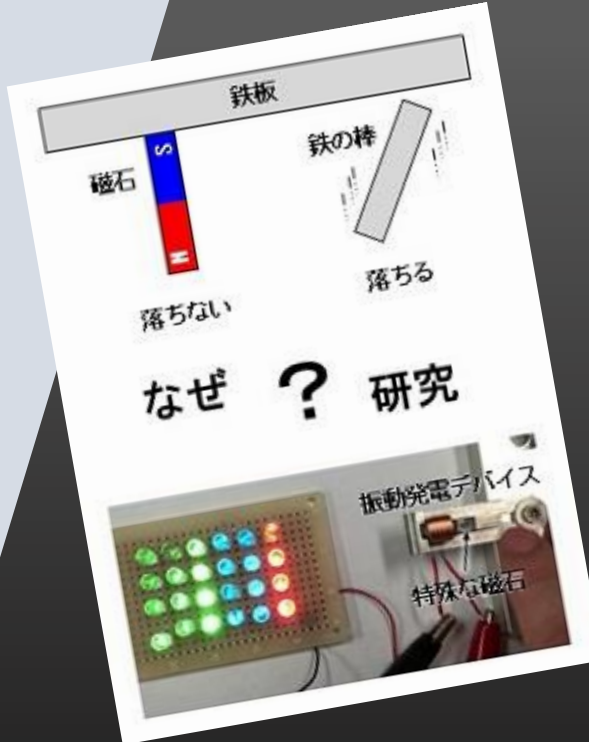 鉄板
S
磁石
N
落ちない
鉄の棒
落ちる
なぜ ? 研究
振動発電デバイス
特殊な磁石